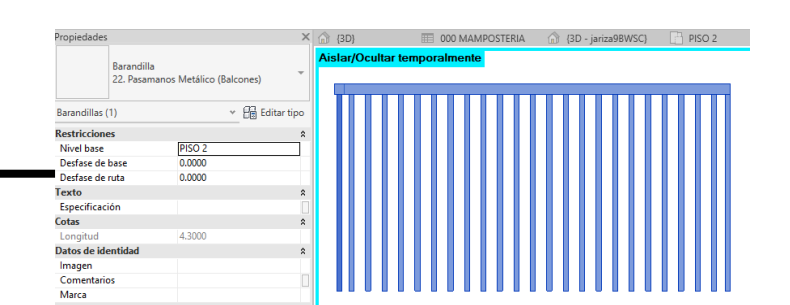 Propiedades
{3D}
000 MAMPOSTERIA
{3D - jariza9BWSC}
PISO 2
Barandilla
22. Pasamanos Metálico (Balcones)
Barandillas (1)
Editar tipo
Restricciones
Nivel base PISO 2
Desfase de base 0.0000
Desfase de ruta 0.0000
Texto
Especificación
Cotas
Longitud 4.3000
Datos de identidad
Imagen
Comentarios
Marca
Aislar/Ocultar temporalmente